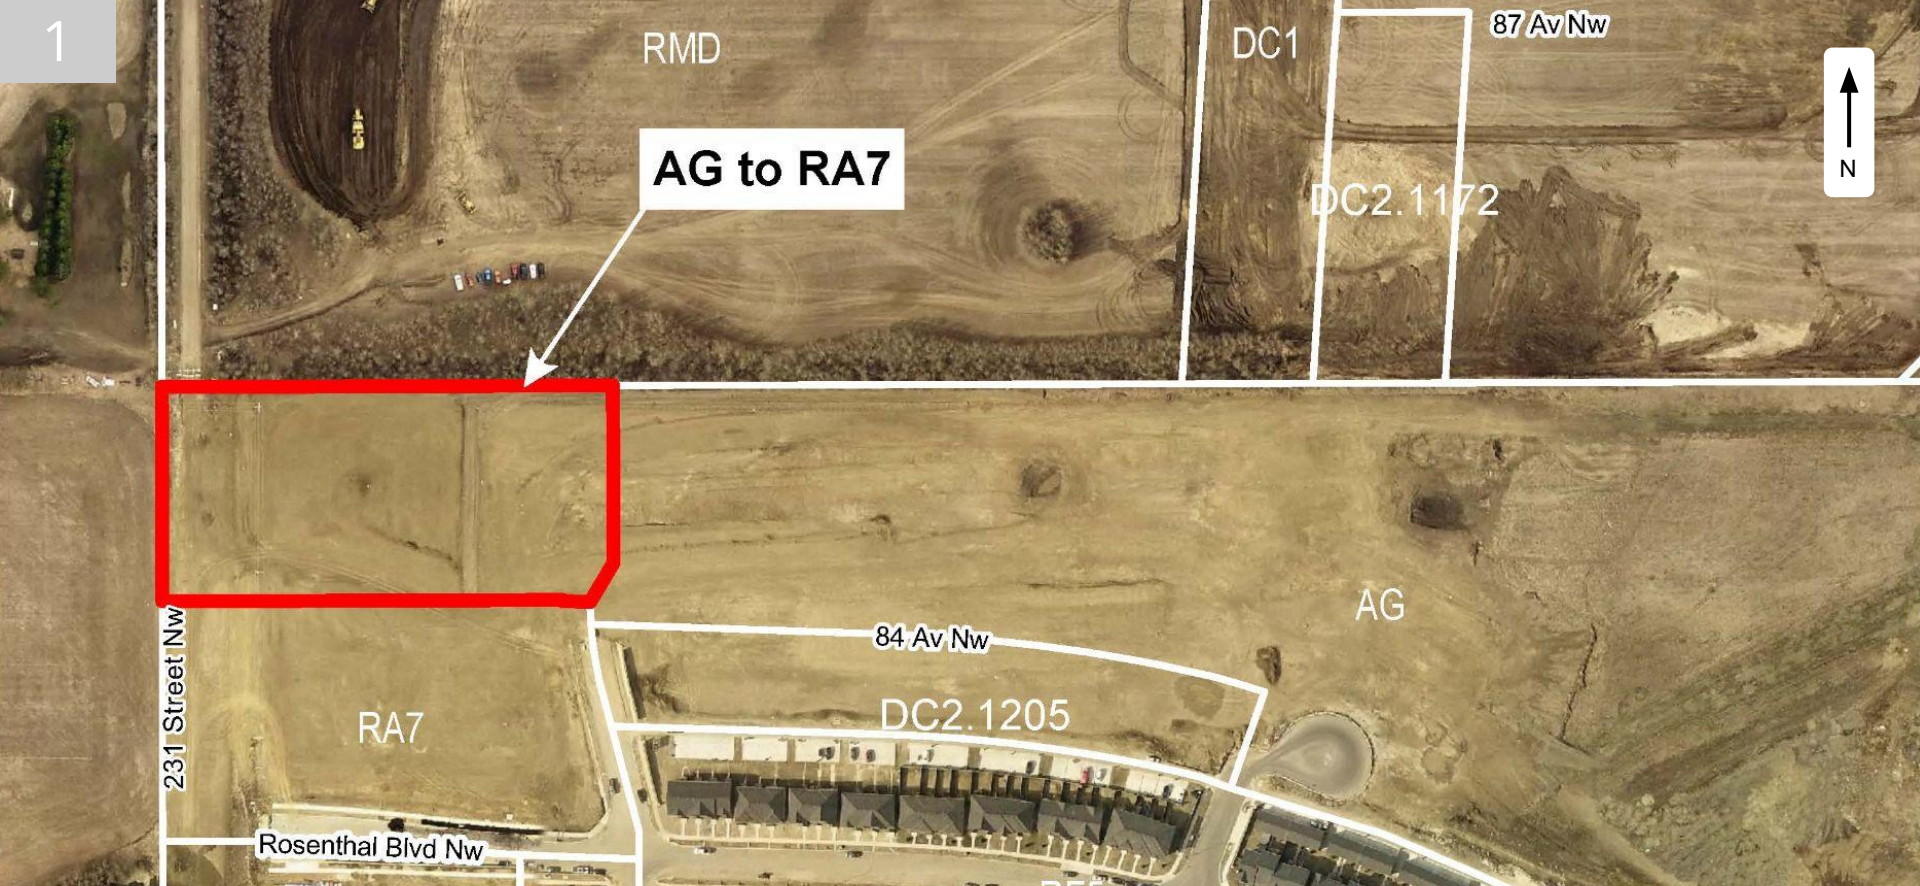 1
RMD
DC1
87 Av Nw
N
AG to RA7
DC2.1172
AG
84 Av Nw
DC2.1205
RA7
231 Street Nw
Rosenthal Blvd Nw